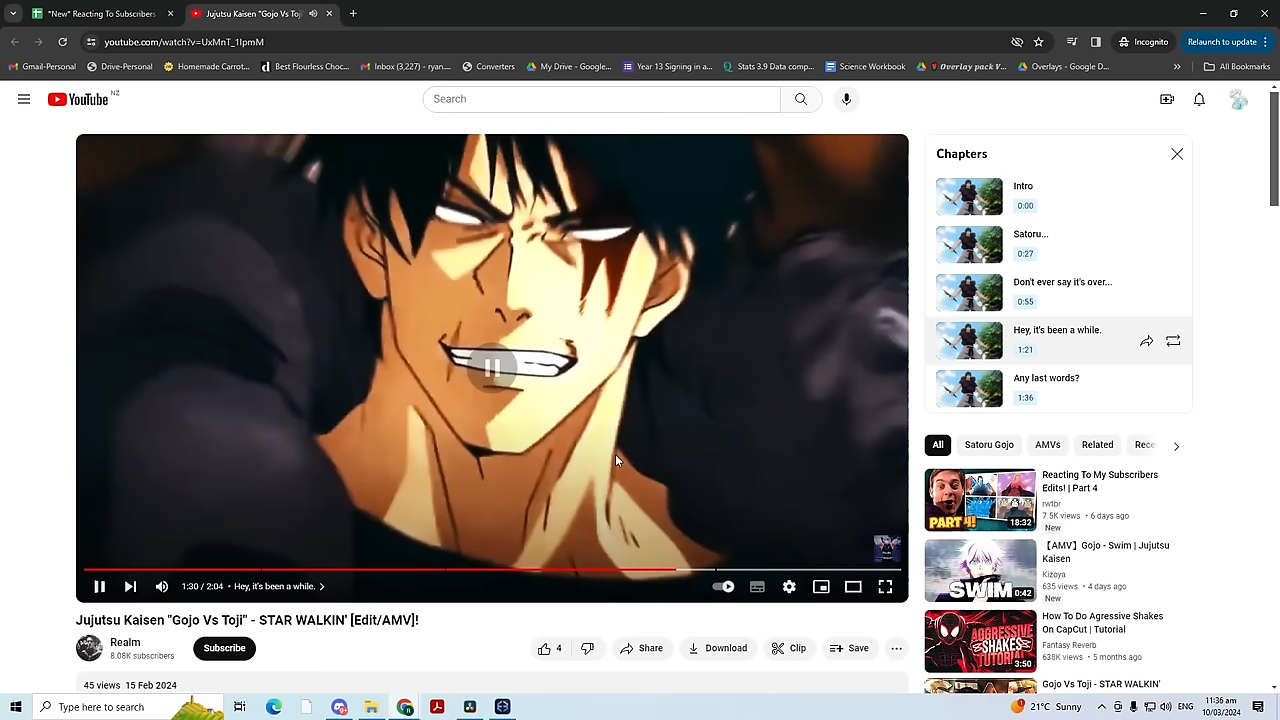 *New* Reacting To Subscribers
Jujutsu Kaisen "Gojo Vs Toji"
youtube.com/watch?v=UxMnT_1IpmM
Incognito
Relaunch to update
Gmail-Personal
Drive-Personal
Homemade Carrot...
Best Flourless Choc...
Inbox (3,227) - ryan...
Converters
My Drive - Google...
Year 13 Signing in a...
Stats 3.9 Data comp...
Science Workbook
Overlay pack V...
Overlays - Google D...
All Bookmarks
YouTube NZ
Search
Chapters
Intro
0:00
Satoru...
0:27
Don't ever say it's over...
0:55
Hey, it's been a while.
1:21
Any last words?
1:36
All
Satoru Gojo
AMVs
Related
Rece
Reacting To My Subscribers
Edits! | Part 4
rwtbr
7.5K views • 6 days ago
New
PART 4!
18:32
【AMV】Gojo - Swim | Jujutsu
Kaisen
Kizoya
635 views • 4 days ago
New
SWIM
0:42
How To Do Agressive Shakes
On CapCut | Tutorial
Fantasy Reverb
638K views • 5 months ago
AGGRESSIVE
SHAKES
TUTORIAL
3:50
Gojo Vs Toji - STAR WALKIN'
1:30 / 2:04 • Hey, it's been a while.
Jujutsu Kaisen "Gojo Vs Toji" - STAR WALKIN' [Edit/AMV]!
Realm
8.08K subscribers
Subscribe
4
Share
Download
Clip
Save
45 views 15 Feb 2024
Type here to search
21°C Sunny
ENG
11:36 am
10/03/2024